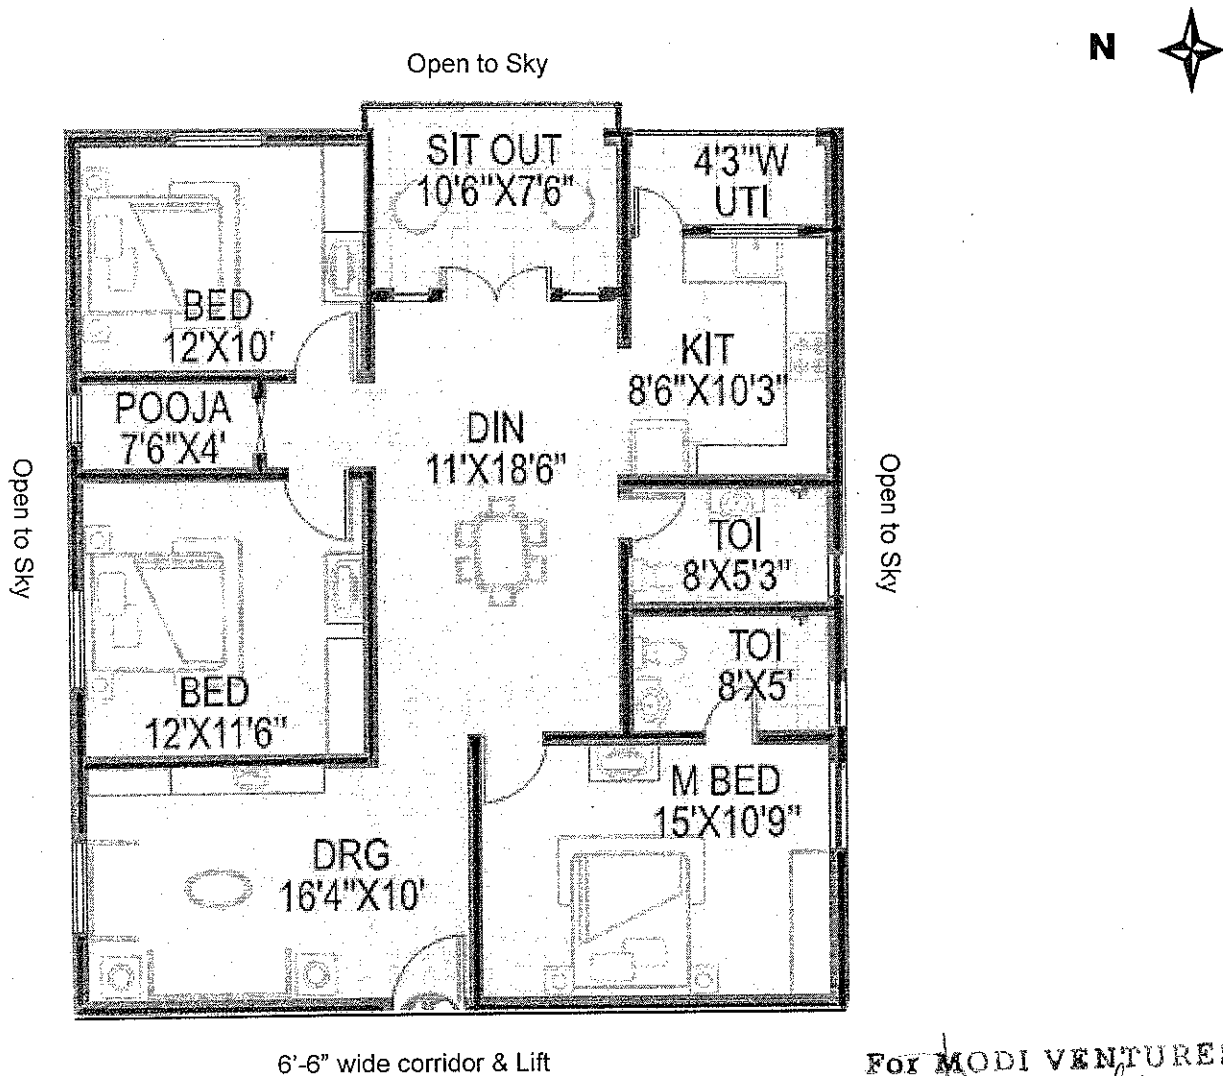 N
Open to Sky
SIT OUT
10'6"X7'6"
4'3"W
UTI
BED
12'X10'
KIT
8'6"X10'3"
POOJA
7'6"X4'
DIN
11'X18'6"
Open to Sky
Open to Sky
TOI
8'X5'3"
TOI
8'X5'
BED
12'X11'6"
M BED
15'X10'9"
DRG
16'4"X10'
6'-6" wide corridor & Lift
For MODI VENTURES